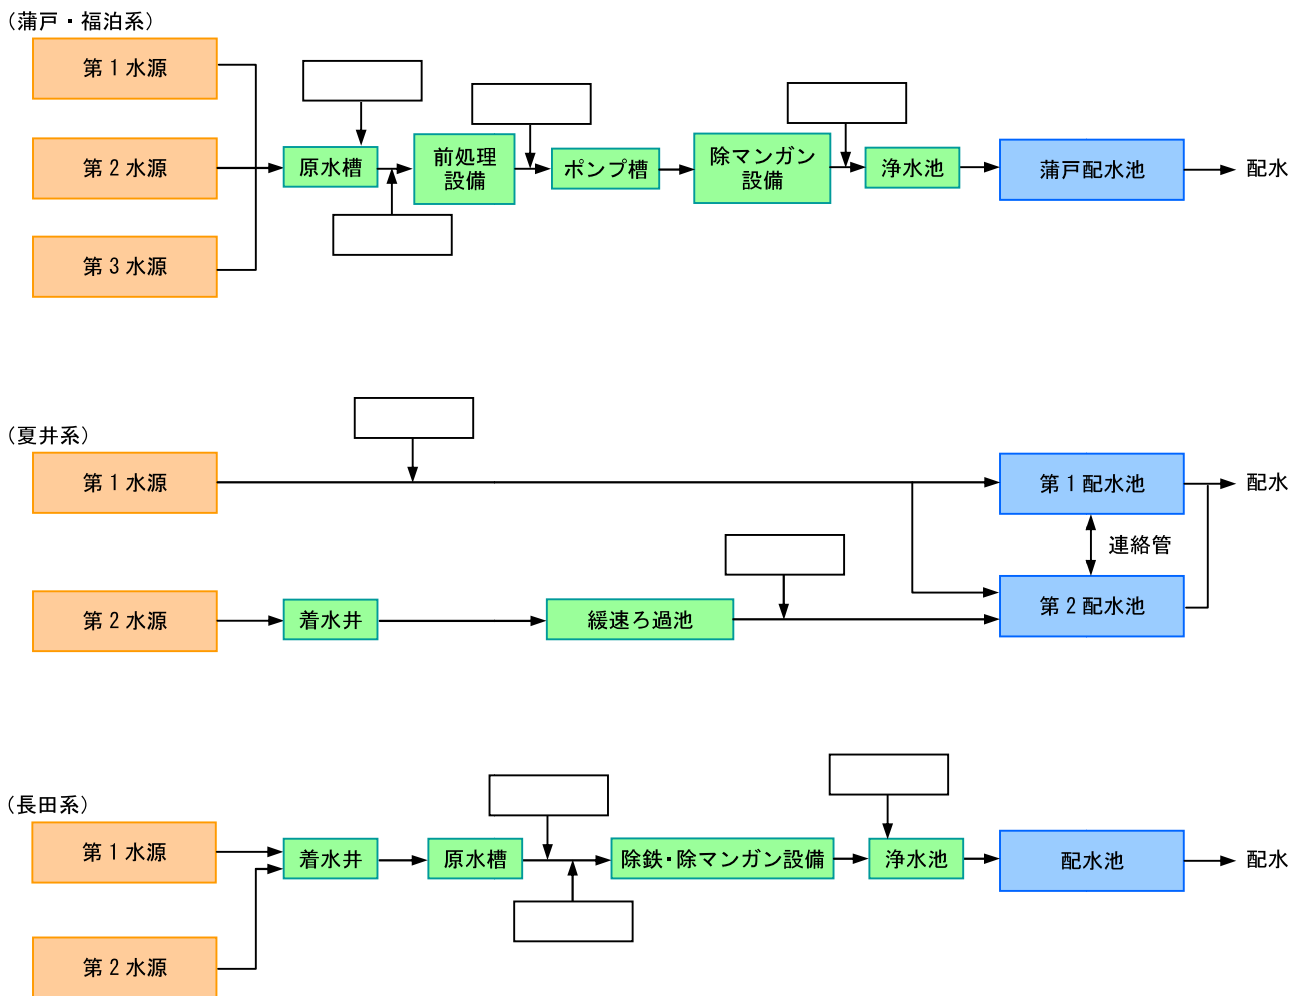 （蒲戸・福泊系）
第1水源
第2水源
第3水源
原水槽
前処理
設備
ポンプ槽
除マンガン
設備
浄水池
蒲戸配水池
配水
（夏井系）
第1水源
第1配水池
配水
連絡管
第2水源
着水井
緩速ろ過池
第2配水池
（長田系）
第1水源
着水井
原水槽
除鉄・除マンガン設備
浄水池
配水池
配水
第2水源